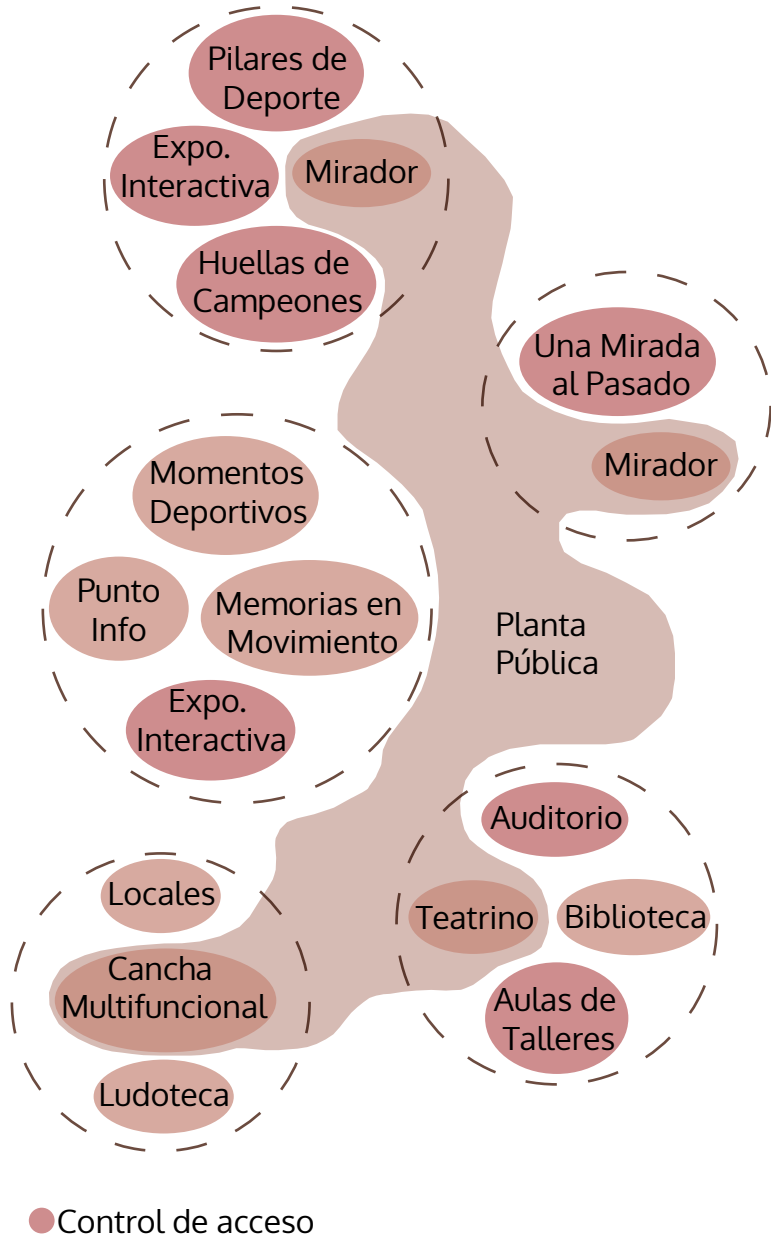 Pilares de
Deporte
Expo.
Interactiva
Mirador
Huellas de
Campeones
Una Mirada
al Pasado
Mirador
Momentos
Deportivos
Punto
Info
Memorias en
Movimiento
Expo.
Interactiva
Planta
Pública
Auditorio
Teatrino
Biblioteca
Aulas de
Talleres
Locales
Cancha
Multifuncional
Ludoteca
Control de acceso